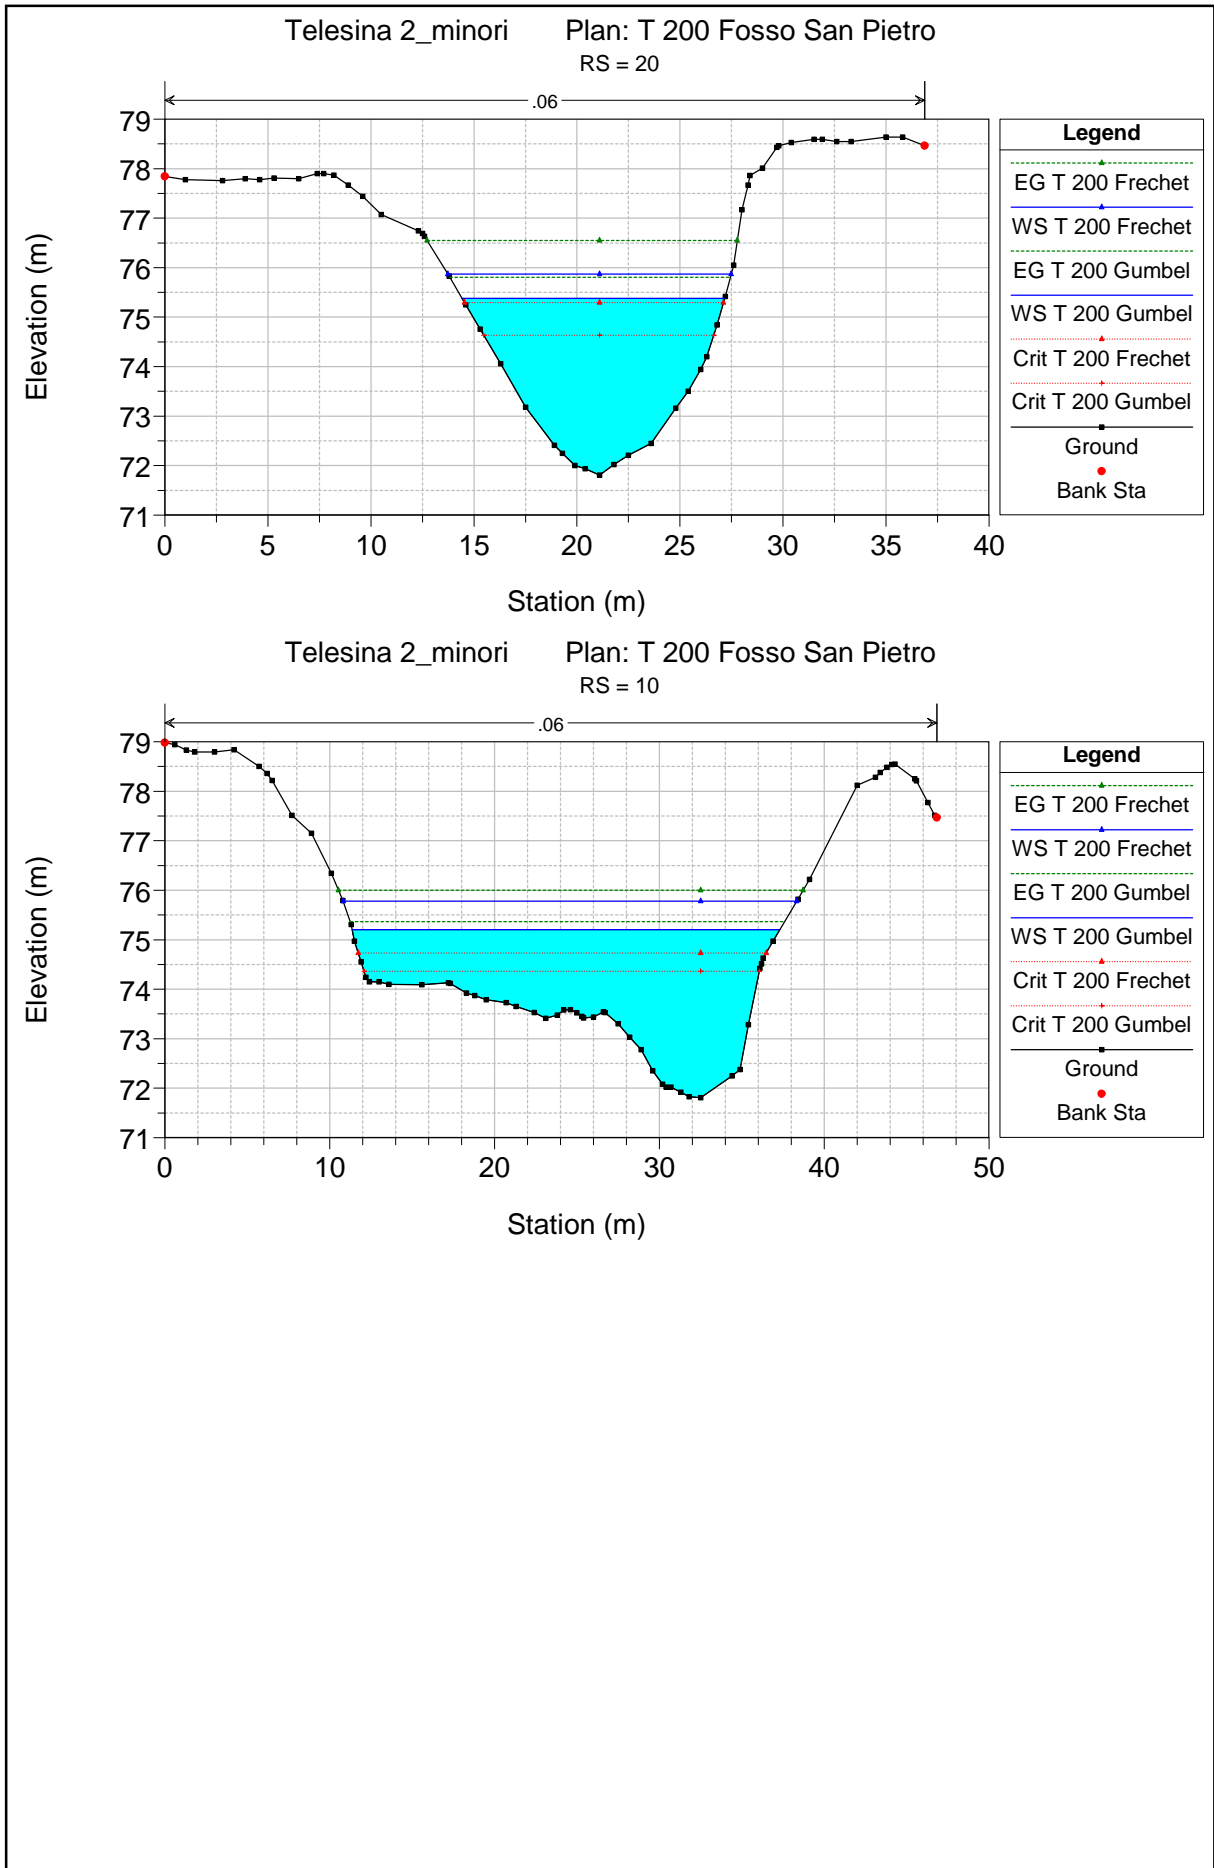 Telesina 2_minori Plan: T 200 Fosso San Pietro
RS = 20
.06
Elevation (m)
79
78
77
76
75
74
73
72
71
0 5 10 15 20 25 30 35 40
Station (m)
Legend
EG T 200 Frechet
WS T 200 Frechet
EG T 200 Gumbel
WS T 200 Gumbel
Crit T 200 Frechet
Crit T 200 Gumbel
Ground
Bank Sta
Telesina 2_minori Plan: T 200 Fosso San Pietro
RS = 10
.06
Elevation (m)
79
78
77
76
75
74
73
72
71
0 10 20 30 40 50
Station (m)
Legend
EG T 200 Frechet
WS T 200 Frechet
EG T 200 Gumbel
WS T 200 Gumbel
Crit T 200 Frechet
Crit T 200 Gumbel
Ground
Bank Sta